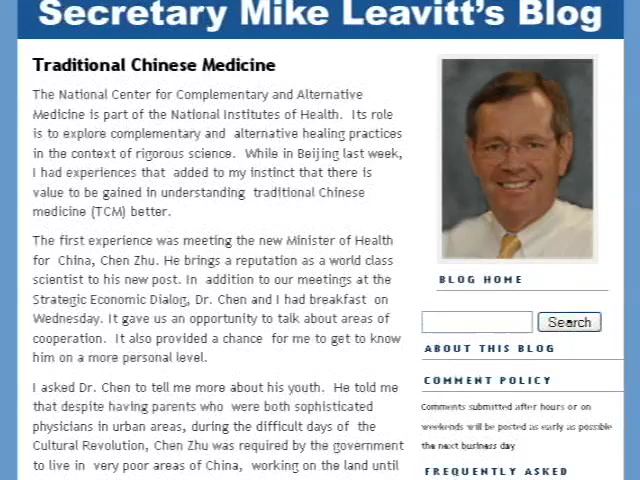 Secretary Mike Leavitt's Blog
Traditional Chinese Medicine
The National Center for Complementary and Alternative
Medicine is part of the National Institutes of Health. Its role
is to explore complementary and alternative healing practices
in the context of rigorous science. While in Beijing last week,
I had experiences that added to my instinct that there is
value to be gained in understanding traditional Chinese
medicine (TCM) better.
The first experience was meeting the new Minister of Health
for China, Chen Zhu. He brings a reputation as a world class
scientist to his new post. In addition to our meetings at the
Strategic Economic Dialog, Dr. Chen and I had breakfast on
Wednesday. It gave us an opportunity to talk about areas of
cooperation. It also provided a chance for me to get to know
him on a more personal level.
I asked Dr. Chen to tell me more about his youth. He told me
that despite having parents who were both sophisticated
physicians in urban areas, during the difficult days of the
Cultural Revolution, Chen Zhu was required by the government
to live in very poor areas of China, working on the land until
BLOG HOME
Search
ABOUT THIS BLOG
COMMENT POLICY
Comments submitted after hours or on
weekends will be posted as early as possible
the next business day
FREQUENTLY ASKED